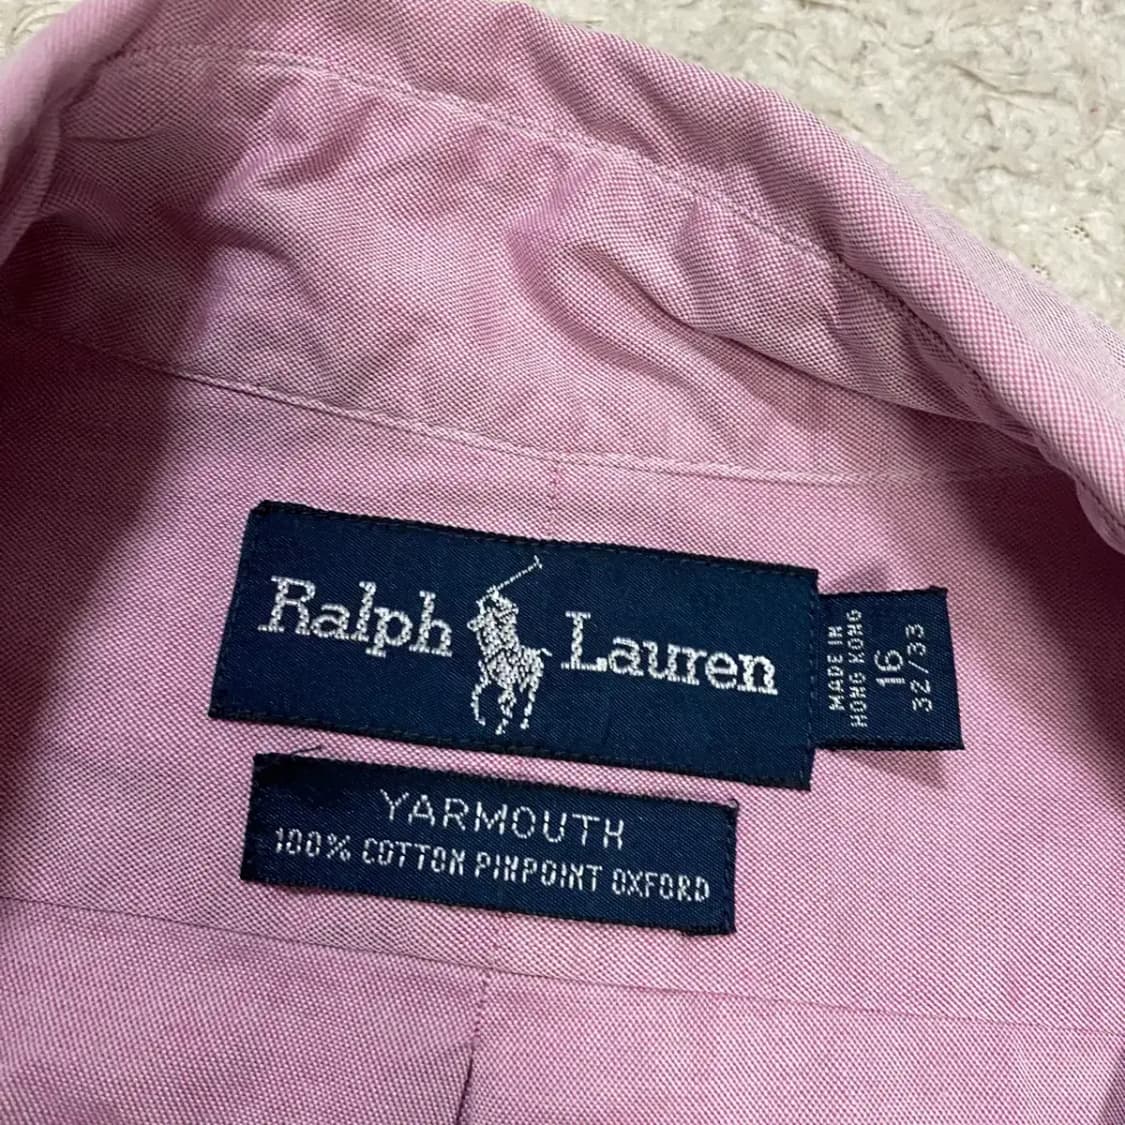 Ralph Lauren
MADE IN
HONG KONG
16
32/33
YARMOUTH
100% COTTON PINPOINT OXFORD